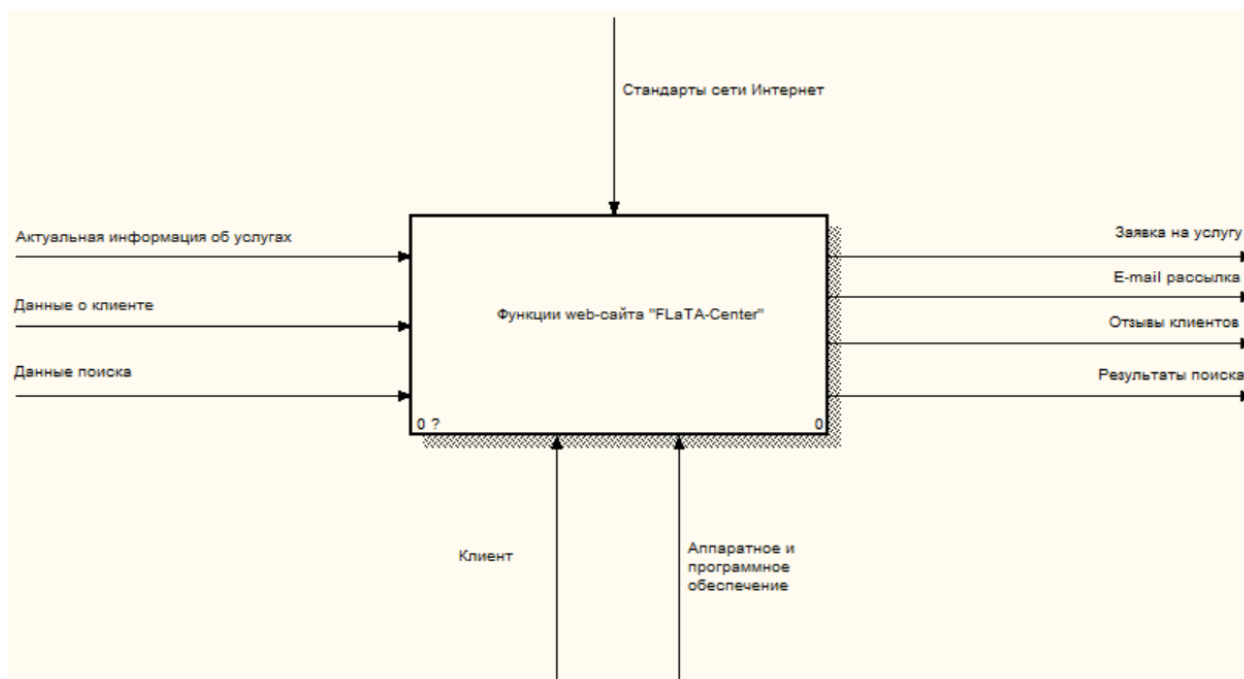 Стандарты сети Интернет
Актуальная информация об услугах
Данные о клиенте
Данные поиска
Функции web-сайта "FLaTA-Center"
0 ?
0
Заявка на услугу
E-mail рассылка
Отзывы клиентов
Результаты поиска
Клиент
Аппаратное и
программное
обеспечение